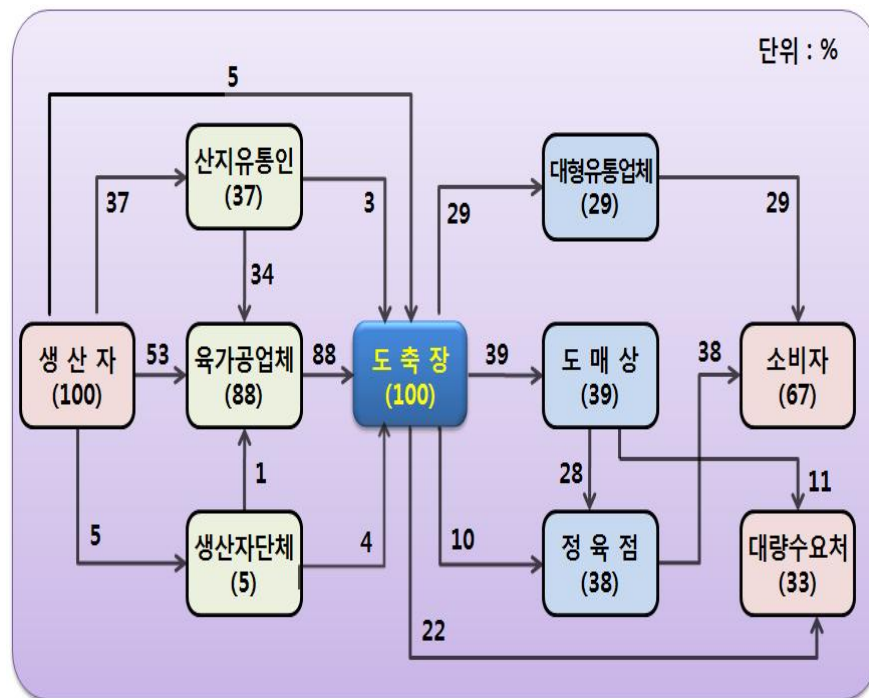 단위 : %
5
산지유통인
(37)
대형유통업체
(29)
37
3
29
29
34
생 산 자
(100)
53
육가공업체
(88)
88
도 축 장
(100)
39
도 매 상
(39)
38
소비자
(67)
1
28
11
5
생산자단체
(5)
4
10
정 육 점
(38)
대량수요처
(33)
22